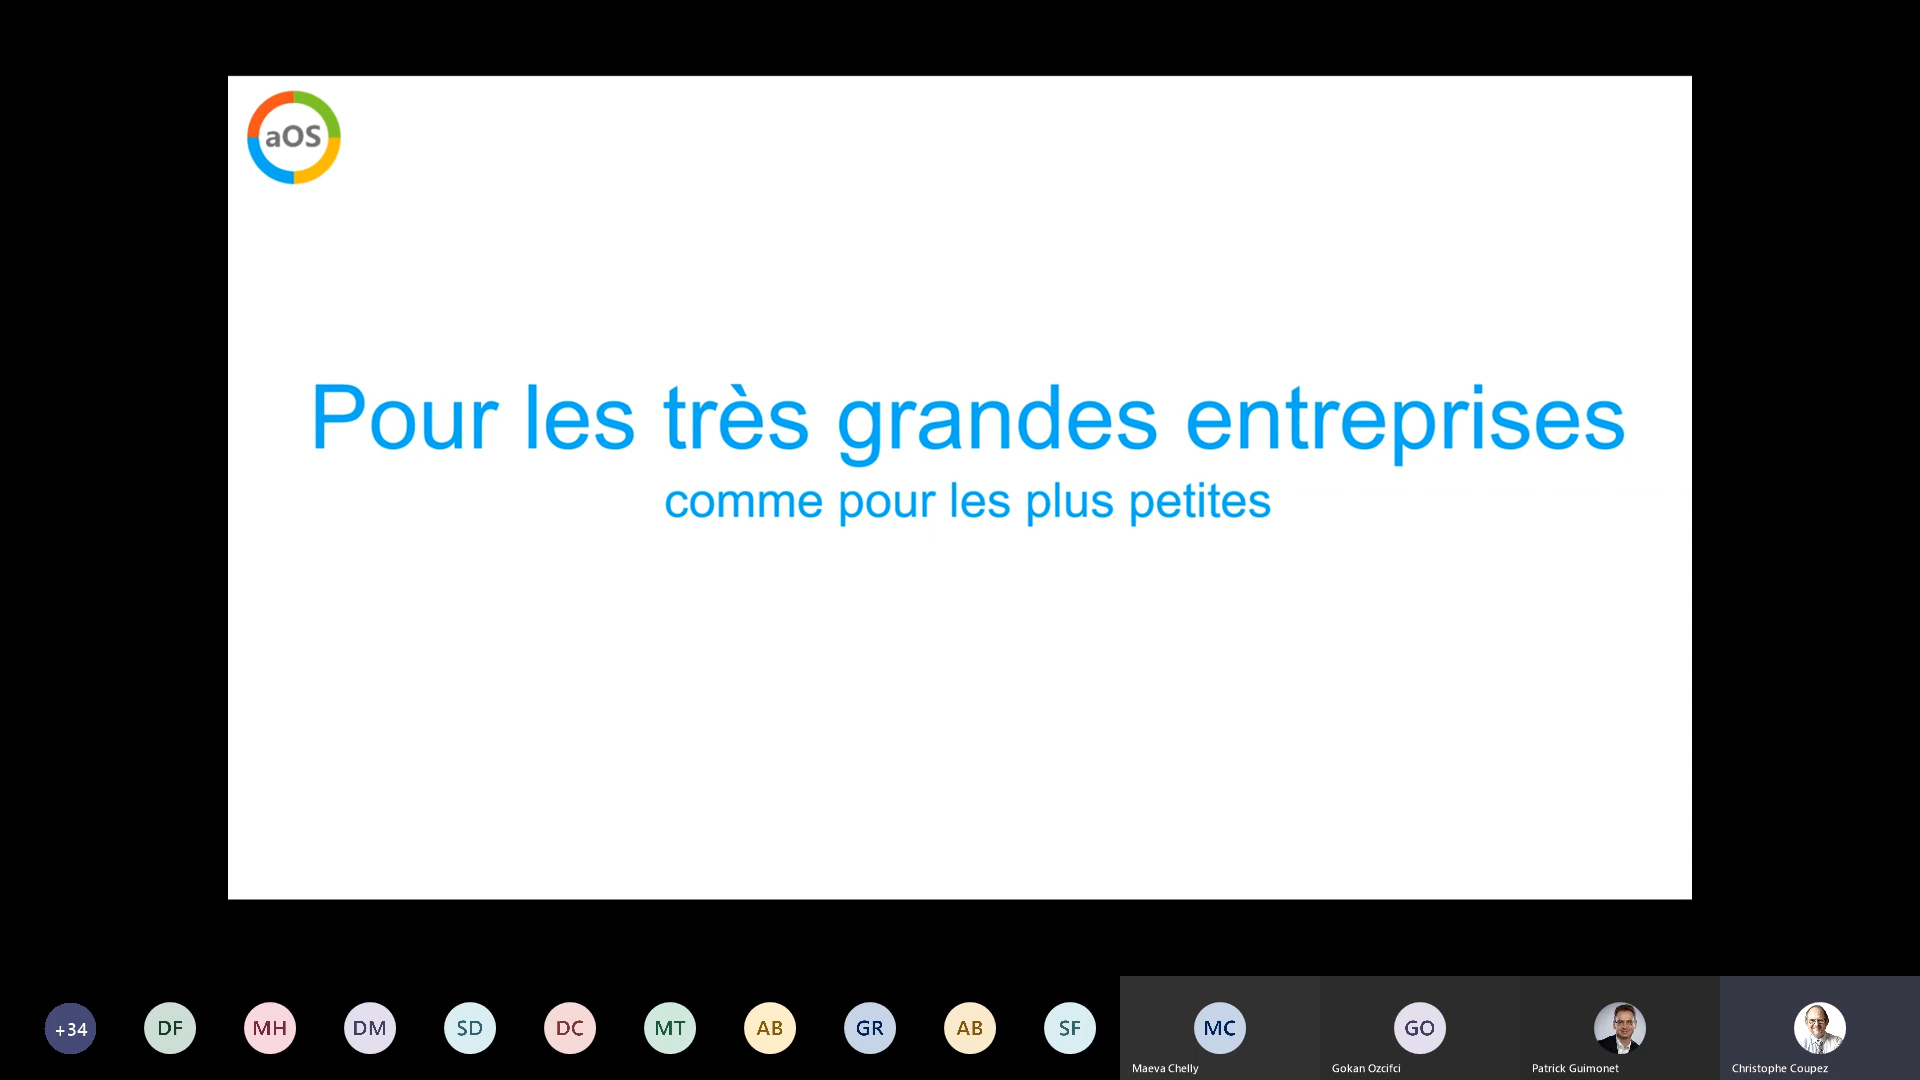 aOS
Pour les très grandes entreprises
comme pour les plus petites
+34
DF
MH
DM
SD
DC
MT
AB
GR
AB
SF
MC
GO
Maeva Chelly
Gokan Ozcifci
Patrick Guimonet
Christophe Coupez